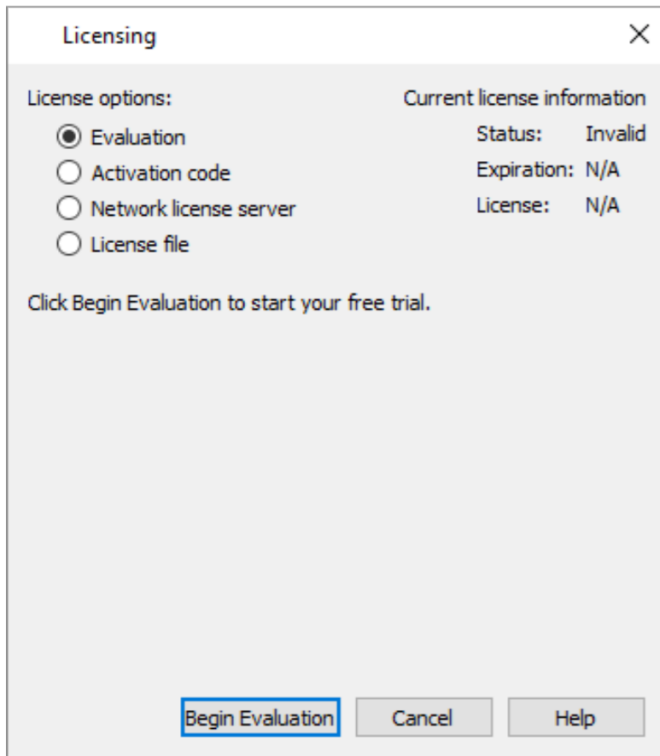 Licensing
License options:
Evaluation
Activation code
Network license server
License file
Current license information
Status: Invalid
Expiration: N/A
License: N/A
Click Begin Evaluation to start your free trial.
Begin Evaluation Cancel Help